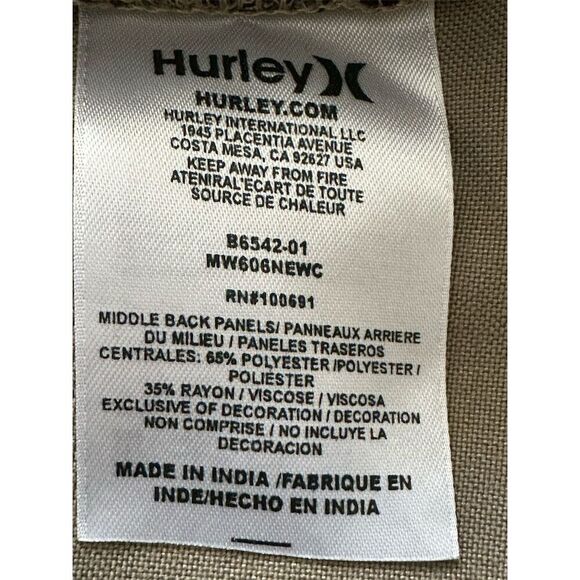 Hurley
HURLEY.COM
HURLEY INTERNATIONAL LLC
1945 PLACENTIA AVENUE
COSTA MESA, CA 92627 USA
KEEP AWAY FROM FIRE
ATENIRAL'ECART DE TOUTE
SOURCE DE CHALEUR
B6542-01
MW606NEWC
RN#100691
MIDDLE BACK PANELS/ PANNEAUX ARRIERE
DU MILIEU / PANELES TRASEROS
CENTRALES: 65% POLYESTER /POLYESTER /
POLIÉSTER
35% RAYON / VISCOSE / VISCOSA
EXCLUSIVE OF DECORATION / DECORATION
NON COMPRISE / NO INCLUYE LA
DECORACION
MADE IN INDIA /FABRIQUE EN
INDE/HECHO EN INDIA